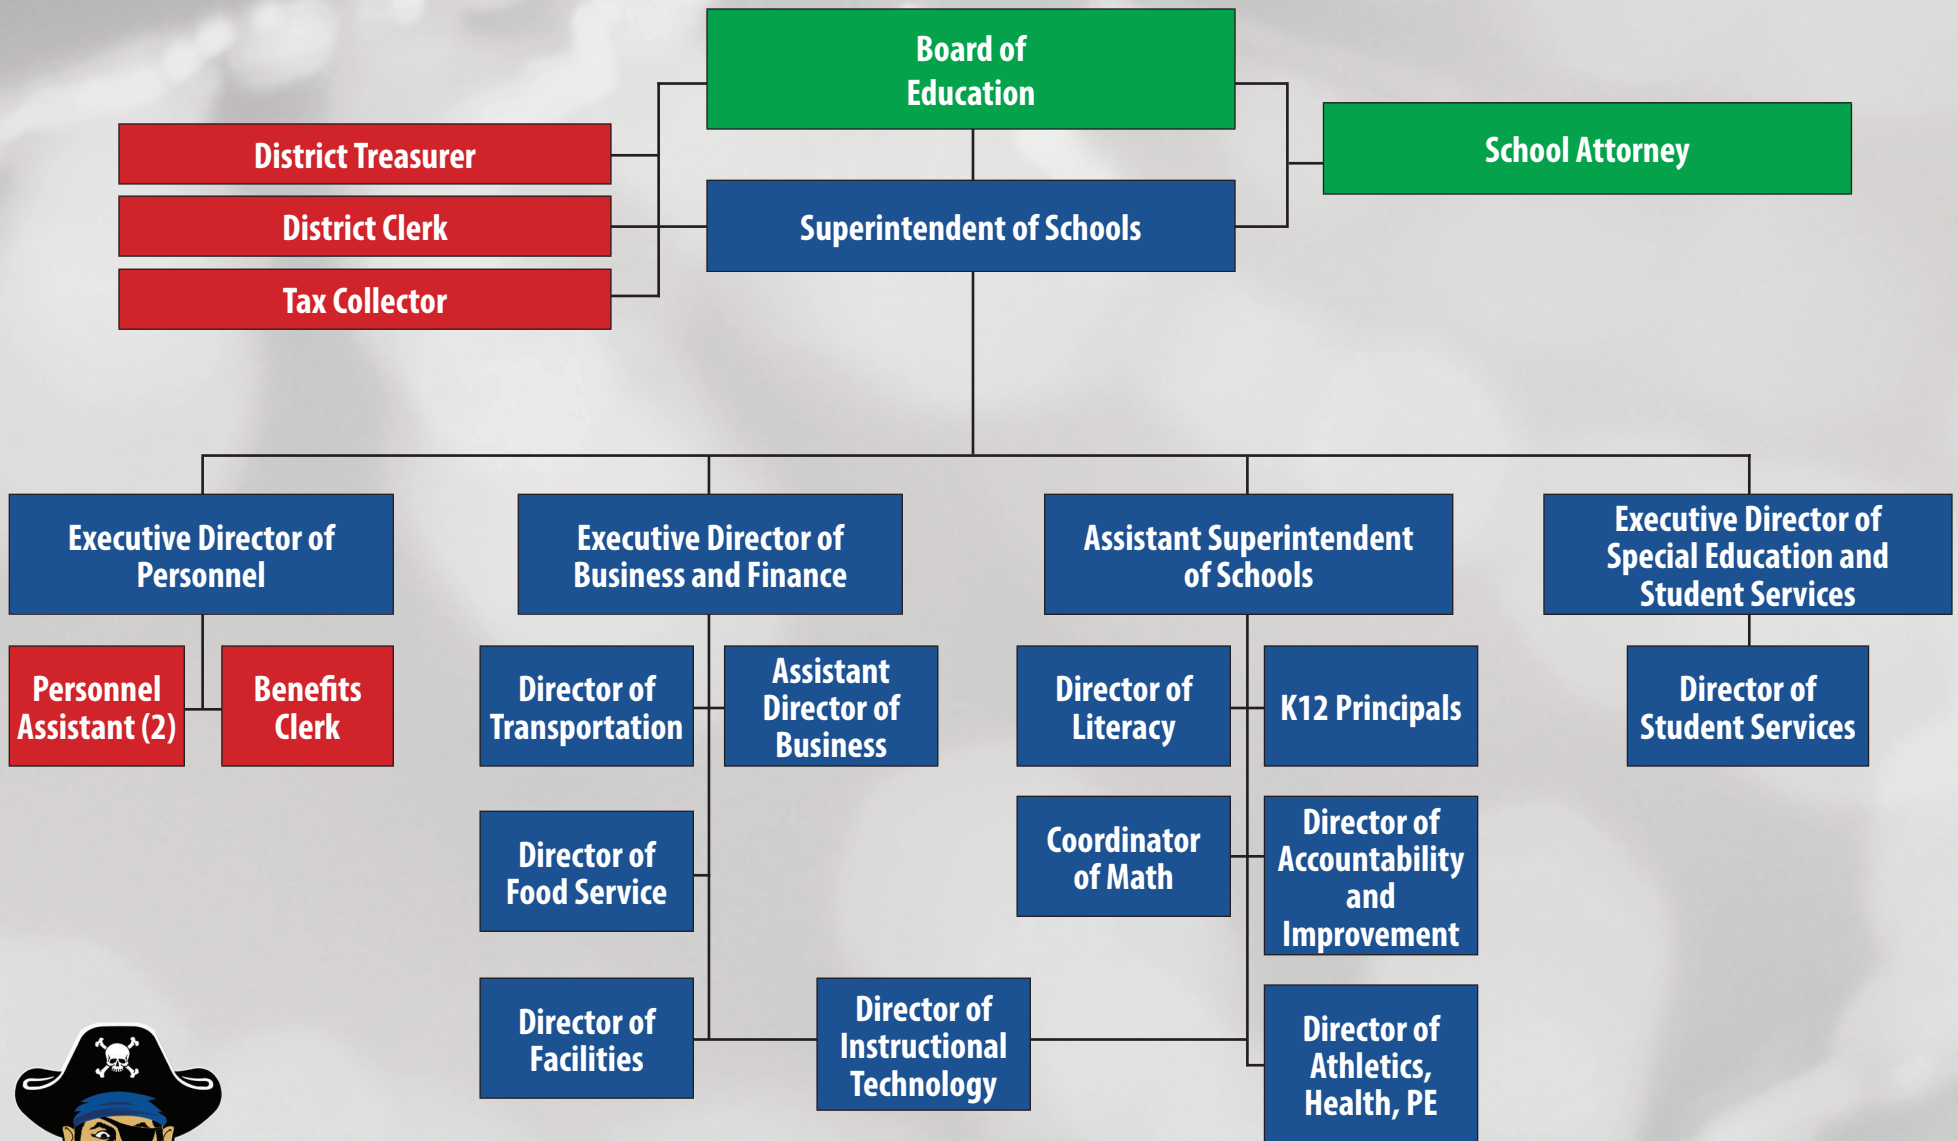 Board of
Education
School Attorney
District Treasurer
District Clerk
Tax Collector
Superintendent of Schools
Executive Director of
Personnel
Executive Director of
Business and Finance
Assistant Superintendent
of Schools
Executive Director of
Special Education and
Student Services
Personnel
Assistant (2)
Benefits
Clerk
Director of
Transportation
Assistant
Director of
Business
Director of
Literacy
K12 Principals
Director of
Student Services
Director of
Food Service
Coordinator
of Math
Director of
Accountability
and
Improvement
Director of
Facilities
Director of
Instructional
Technology
Director of
Athletics,
Health, PE